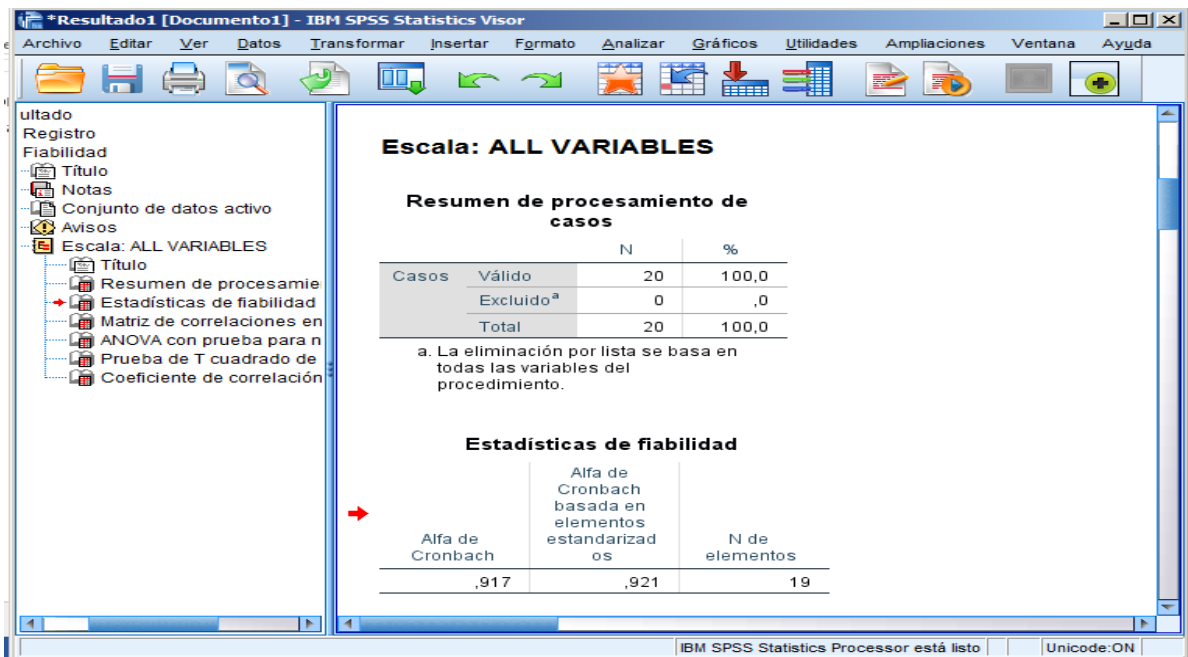 *Resultado1 [Documento1] - IBM SPSS Statistics Visor
Archivo Editar Ver Datos Transformar Insertar Formato Analizar Gráficos Utilidades Ampliaciones Ventana Ayuda
ultado
Registro
Fiabilidad
Título
Notas
Conjunto de datos activo
Avisos
Escala: ALL VARIABLES
Título
Resumen de procesamie
Estadísticas de fiabilidad
Matriz de correlaciones en
ANOVA con prueba para n
Prueba de T cuadrado de
Coeficiente de correlación
Escala: ALL VARIABLES
Resumen de procesamiento de
casos
N %
Casos Válido 20 100,0
Excluidoª 0 ,0
Total 20 100,0
a. La eliminación por lista se basa en
todas las variables del
procedimiento.
Estadísticas de fiabilidad
Alfa de
Cronbach
Alfa de
Cronbach
basada en
elementos
estandarizad
os
N de
elementos
,917 ,921 19
IBM SPSS Statistics Processor está listo Unicode:ON